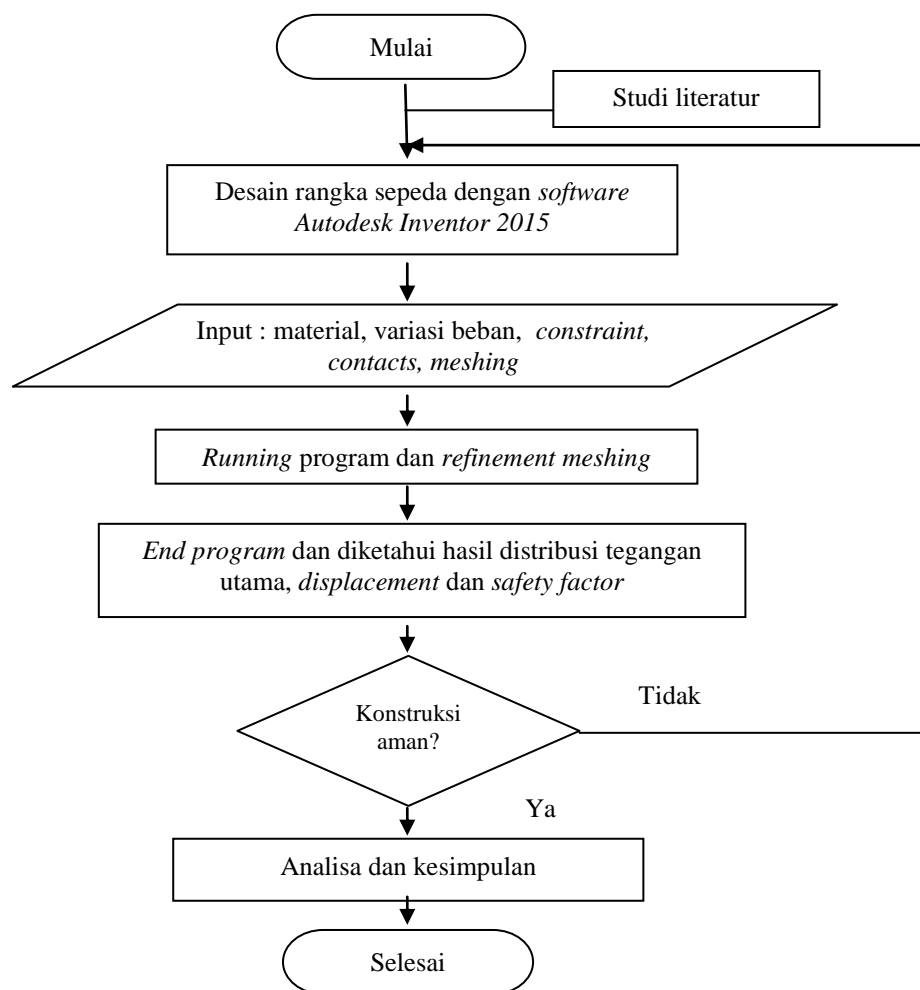 Mulai
Studi literatur
Desain rangka sepeda dengan software
Autodesk Inventor 2015
Input : material, variasi beban, constraint,
contacts, meshing
Running program dan refinement meshing
End program dan diketahui hasil distribusi tegangan
utama, displacement dan safety factor
Konstruksi
aman?
Tidak
Ya
Analisa dan kesimpulan
Selesai